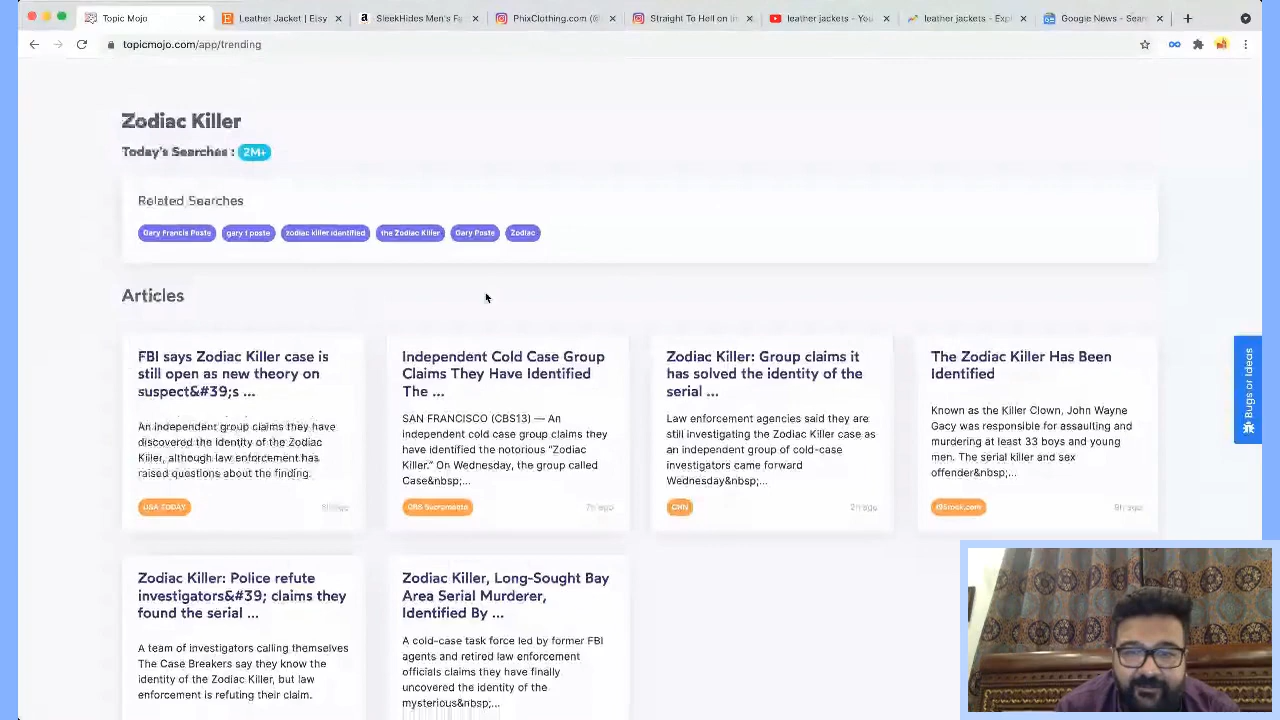 Topic Mojo
Leather Jacket | Etsy
SleekHides Men's Fa
PhixClothing.com (@
Straight To Hell on th
leather jackets - You
leather jackets - Expl
Google News - Sear
topicmojo.com/app/trending
Zodiac Killer
Today's Searches : 2M+
Related Searches
Gary Francis Poste
gary f poste
zodiac killer identified
the Zodiac Killer
Gary Poste
Zodiac
Articles
FBI says Zodiac Killer case is
still open as new theory on
suspect&#39;s ...
An independent group claims they have
discovered the identity of the Zodiac
Killer, although law enforcement has
raised questions about the finding.
USA TODAY
ago
Independent Cold Case Group
Claims They Have Identified
The ...
SAN FRANCISCO (CBS13) — An
independent cold case group claims they
have identified the notorious “Zodiac
Killer.” On Wednesday, the group called
Case&nbsp;...
CBS Sacramento
7h ago
Zodiac Killer: Group claims it
has solved the identity of the
serial ...
Law enforcement agencies said they are
still investigating the Zodiac Killer case as
an independent group of cold-case
investigators came forward
Wednesday&nbsp;...
CNN
2h ago
The Zodiac Killer Has Been
Identified
Known as the Killer Clown, John Wayne
Gacy was responsible for assaulting and
murdering at least 33 boys and young
men. The serial killer and sex
offender&nbsp;...
9h ago
Bugs or Ideas
Zodiac Killer: Police refute
investigators&#39; claims they
found the serial ...
A team of investigators calling themselves
The Case Breakers say they know the
identity of the Zodiac Killer, but law
enforcement is refuting their claim.
Zodiac Killer, Long-Sought Bay
Area Serial Murderer,
Identified By ...
A cold-case task force led by former FBI
agents and retired law enforcement
officials claims they have finally
uncovered the identity of the
mysterious&nbsp;...